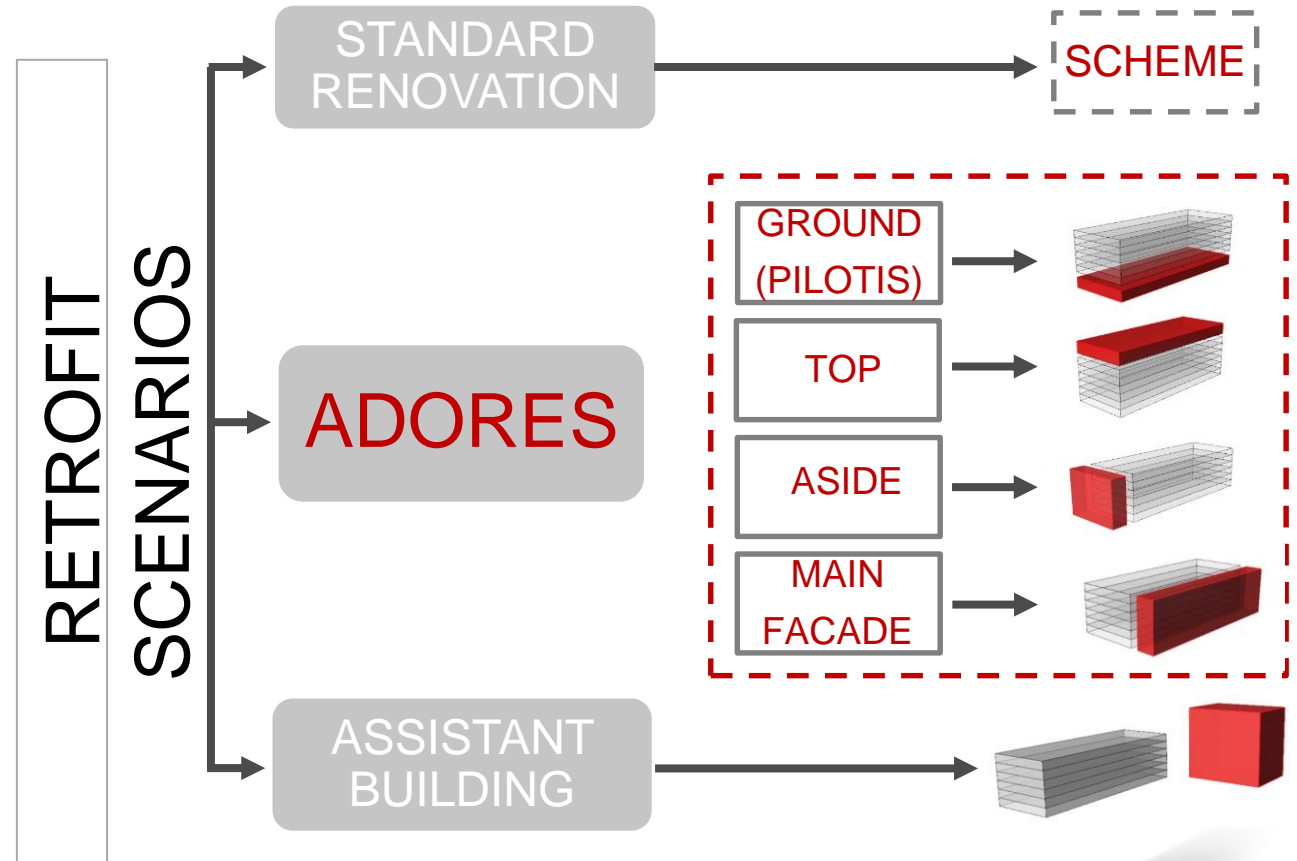 RETROFIT
SCENARIOS
STANDARD
RENOVATION
SCHEME
ADORES
GROUND
(PILOTIS)
TOP
ASIDE
MAIN
FACADE
ASSISTANT
BUILDING